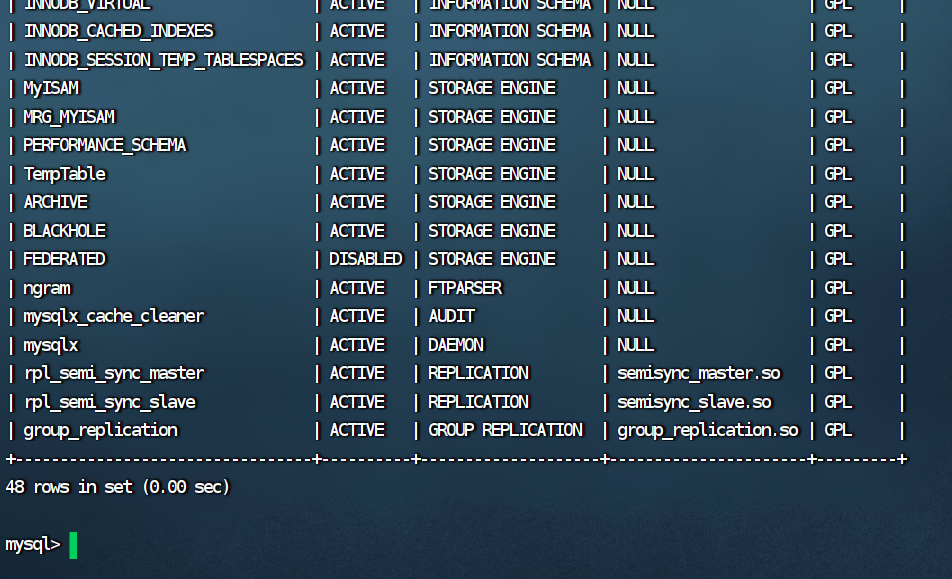 | INNODB_VIRTUAL | ACTIVE | INFORMATION SCHEMA | NULL | GPL |
| INNODB_CACHED_INDEXES | ACTIVE | INFORMATION SCHEMA | NULL | GPL |
| INNODB_SESSION_TEMP_TABLESPACES | ACTIVE | INFORMATION SCHEMA | NULL | GPL |
| MyISAM | ACTIVE | STORAGE ENGINE | NULL | GPL |
| MRG_MYISAM | ACTIVE | STORAGE ENGINE | NULL | GPL |
| PERFORMANCE_SCHEMA | ACTIVE | STORAGE ENGINE | NULL | GPL |
| TempTable | ACTIVE | STORAGE ENGINE | NULL | GPL |
| ARCHIVE | ACTIVE | STORAGE ENGINE | NULL | GPL |
| BLACKHOLE | ACTIVE | STORAGE ENGINE | NULL | GPL |
| FEDERATED | DISABLED | STORAGE ENGINE | NULL | GPL |
| ngram | ACTIVE | FTPARSER | NULL | GPL |
| mysqlx_cache_cleaner | ACTIVE | AUDIT | NULL | GPL |
| mysqlx | ACTIVE | DAEMON | NULL | GPL |
| rpl_semi_sync_master | ACTIVE | REPLICATION | semisync_master.so | GPL |
| rpl_semi_sync_slave | ACTIVE | REPLICATION | semisync_slave.so | GPL |
| group_replication | ACTIVE | GROUP REPLICATION | group_replication.so | GPL |
+---------------------------------+----------+--------------------+----------------------+---------+
48 rows in set (0.00 sec)
mysql>